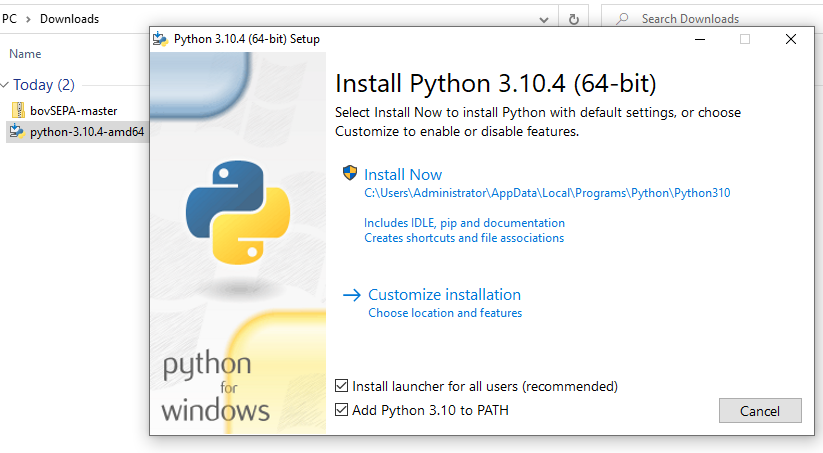 PC > Downloads
Search Downloads
Name
Today (2)
bovSEPA-master
python-3.10.4-amd64
Python 3.10.4 (64-bit) Setup
Install Python 3.10.4 (64-bit)
Select Install Now to install Python with default settings, or choose
Customize to enable or disable features.
Install Now
C:\Users\Administrator\AppData\Local\Programs\Python\Python310
Includes IDLE, pip and documentation
Creates shortcuts and file associations
Customize installation
Choose location and features
python
for
windows
Install launcher for all users (recommended)
Add Python 3.10 to PATH
Cancel